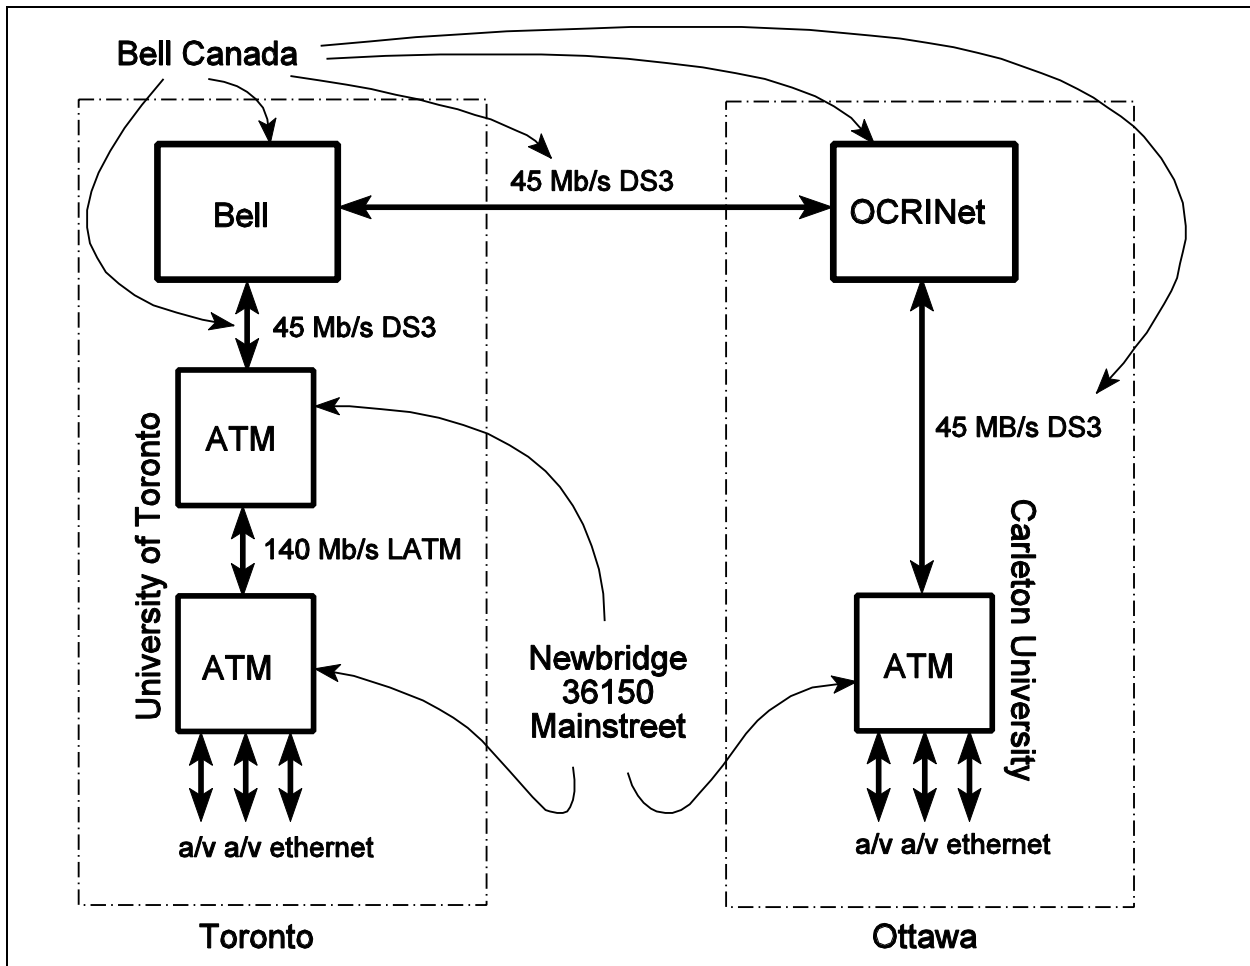 Bell Canada
45 Mb/s DS3
Bell
OCRINet
45 Mb/s DS3
ATM
45 MB/s DS3
University of Toronto
140 Mb/s LATM
Carleton University
ATM
Newbridge
36150
Mainstreet
ATM
a/v a/v ethernet
a/v a/v ethernet
Toronto
Ottawa